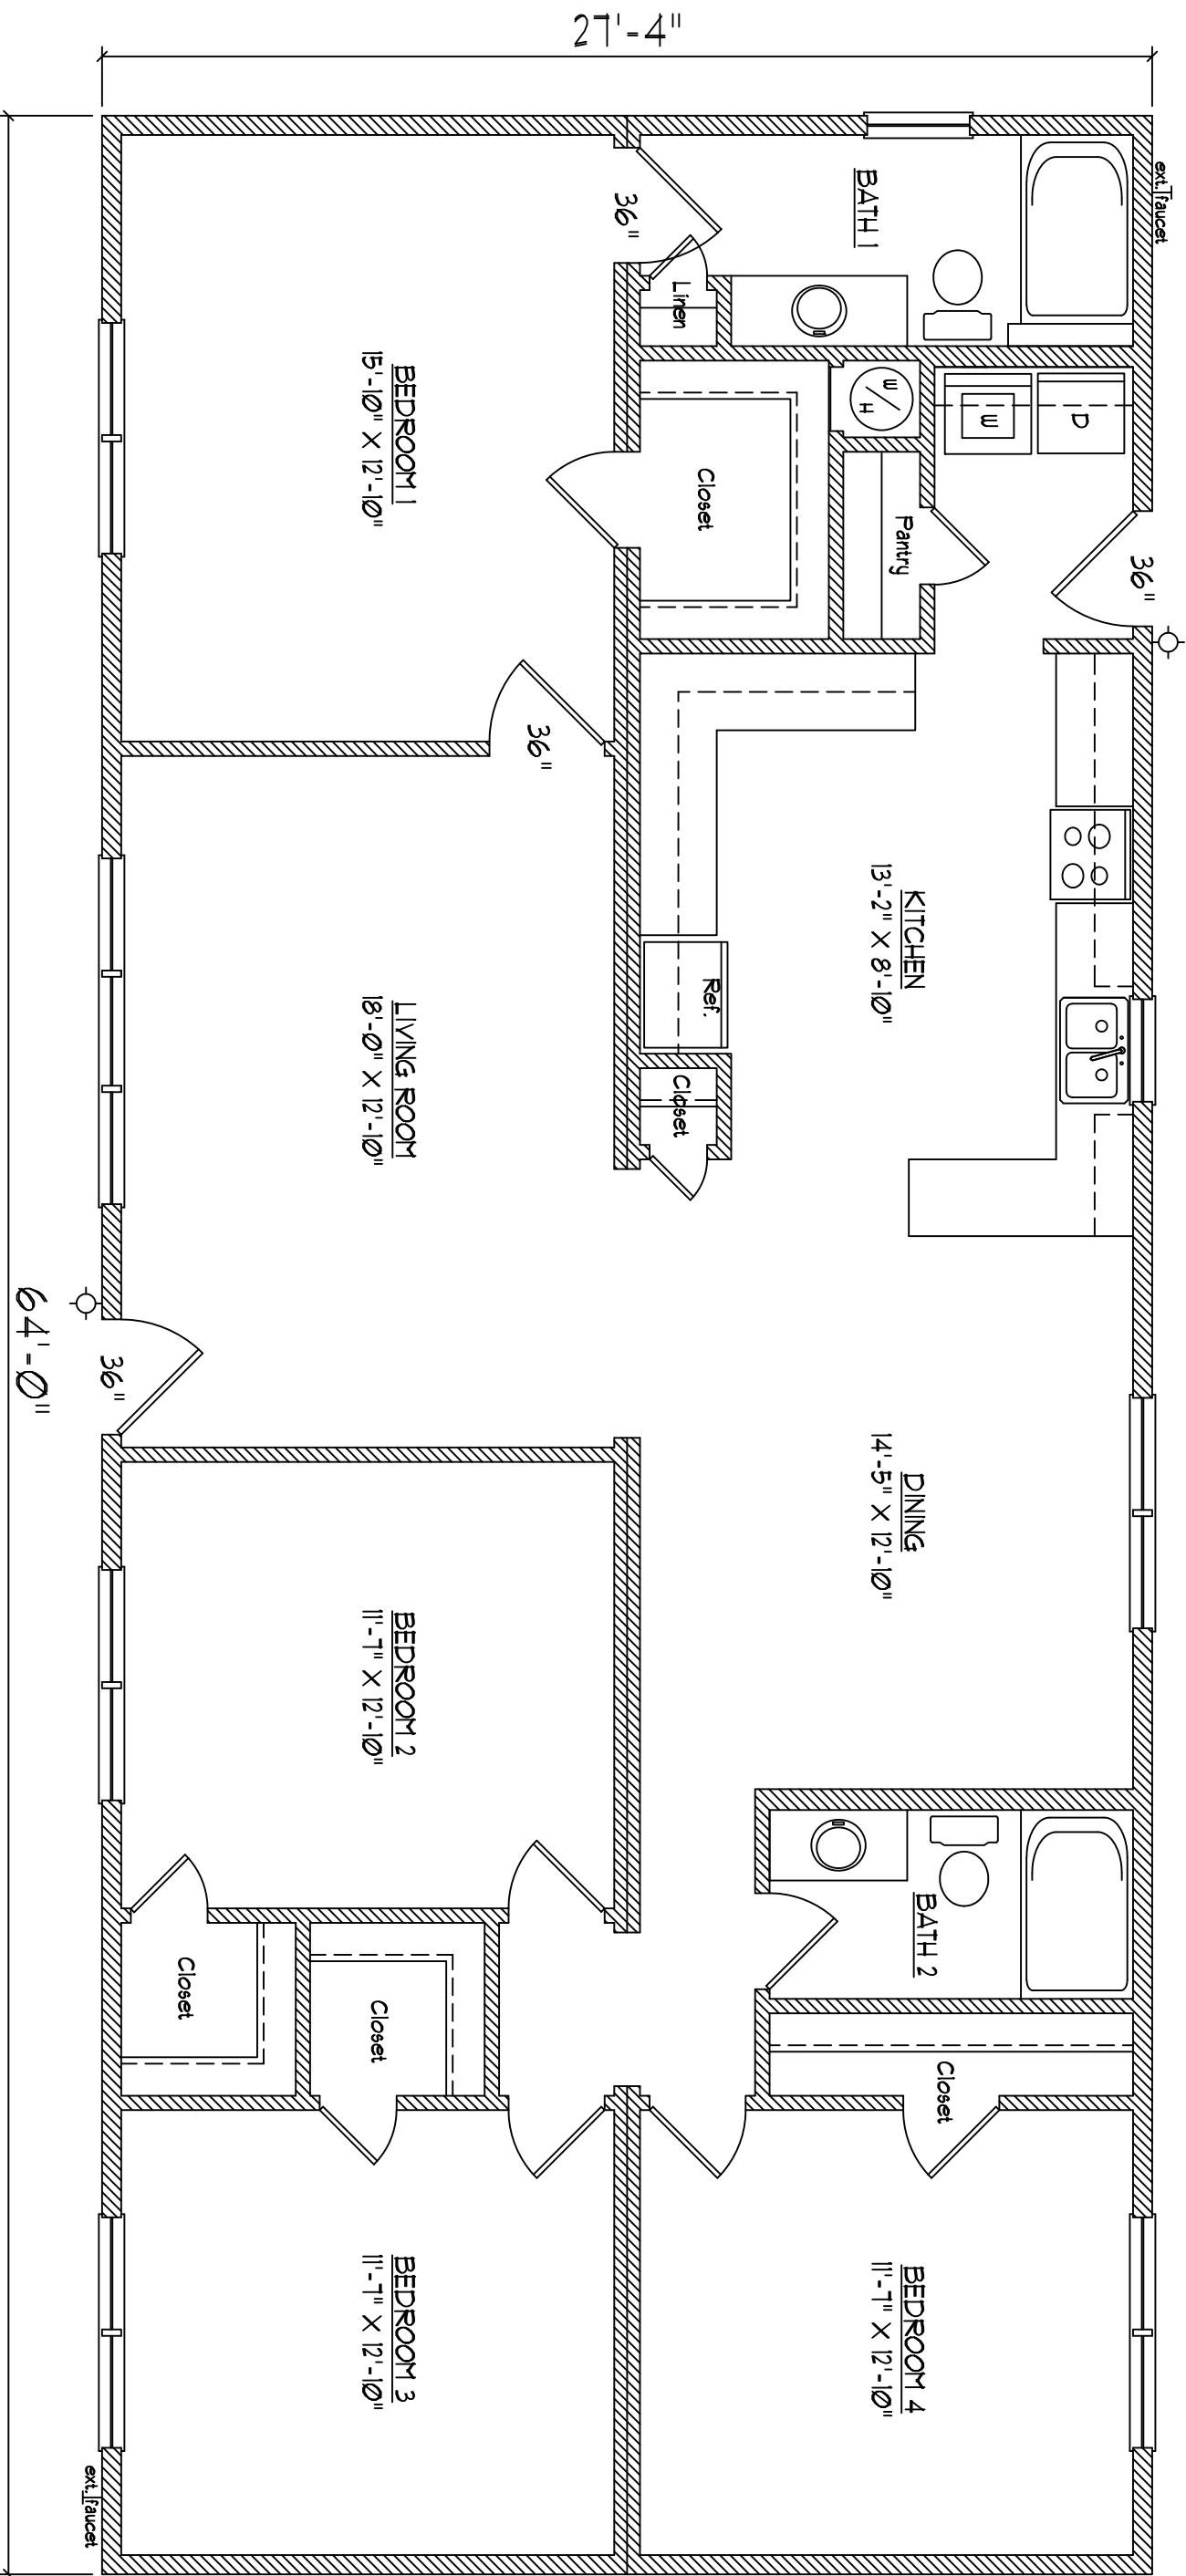 27'-4"
64'-0"
ext. faucet
BATH 1
36"
Linen
W/H
W
D
36"
Closet
Pantry
BEDROOM 1
15'-10" X 12'-10"
36"
KITCHEN
13'-2" X 8'-10"
Ref.
Closet
LIVING ROOM
18'-0" X 12'-10"
36"
DINING
14'-5" X 12'-10"
BEDROOM 2
11'-7" X 12'-10"
BATH 2
Closet
Closet
Closet
BEDROOM 4
11'-7" X 12'-10"
BEDROOM 3
11'-7" X 12'-10"
ext. faucet